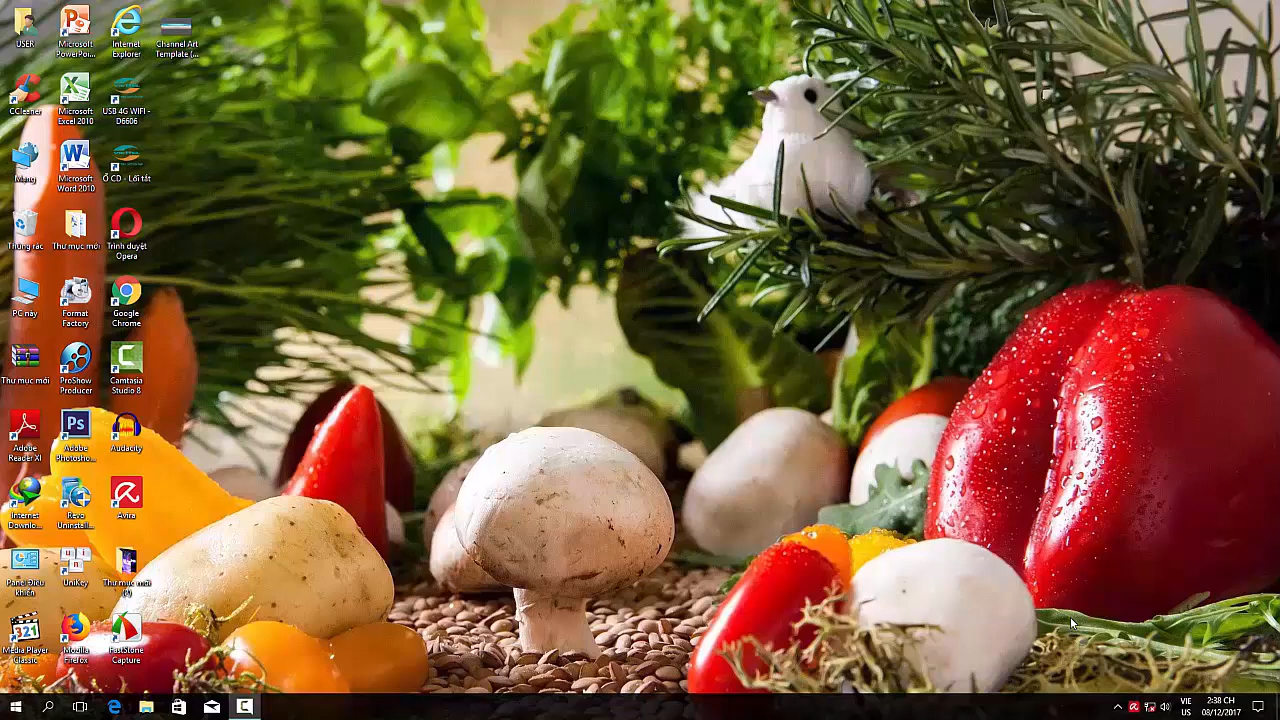 USER
Microsoft
PowerPoi...
Internet
Explorer
Channel Art
Template (...
CCleaner
Microsoft
Excel 2010
USB 4G WIFI -
D6606
Mạng
Microsoft
Word 2010
Ổ CD - Lối tắt
Thùng rác
Thư mục mới
Trình duyệt
Opera
PC này
Format
Factory
Google
Chrome
Thư mục mới
ProShow
Producer
Camtasia
Studio 8
Adobe
Reader XI
Adobe
Photosho...
Audacity
Internet
Downlo...
Revo
Uninstall...
Avira
Panel Điều
khiển
UniKey
Thư mục mới
Media Player
Classic
Mozilla
Firefox
FastStone
Capture
VIE
US
2:38 CH
08/12/2017